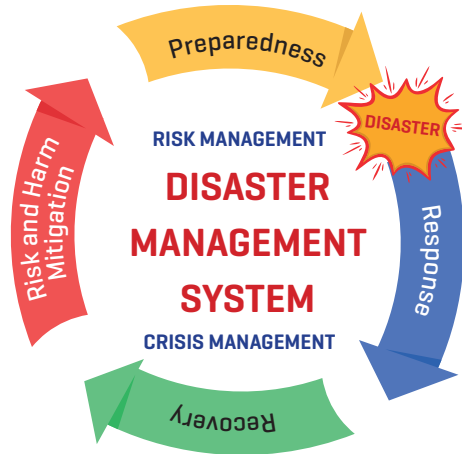 Preparedness
DISASTER
RISK MANAGEMENT
DISASTER
MANAGEMENT
SYSTEM
CRISIS MANAGEMENT
Response
Recovery
Risk and Harm
Mitigation